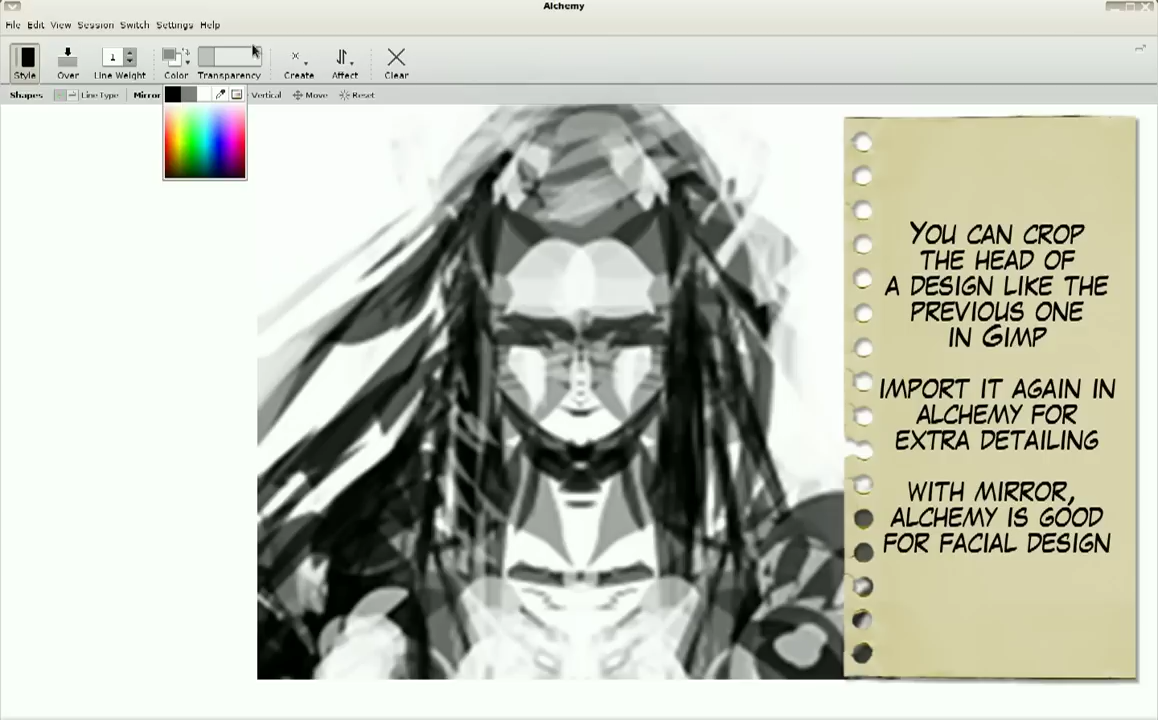 Alchemy
File Edit View Session Switch Settings Help
1
Style Over Line Weight Color Transparency Create Affect Clear
Shapes Line Type Mirror Vertical Move Reset
YOU CAN CROP
THE HEAD OF
A DESIGN LIKE THE
PREVIOUS ONE
IN GIMP
IMPORT IT AGAIN IN
ALCHEMY FOR
EXTRA DETAILING
WITH MIRROR,
ALCHEMY IS GOOD
FOR FACIAL DESIGN